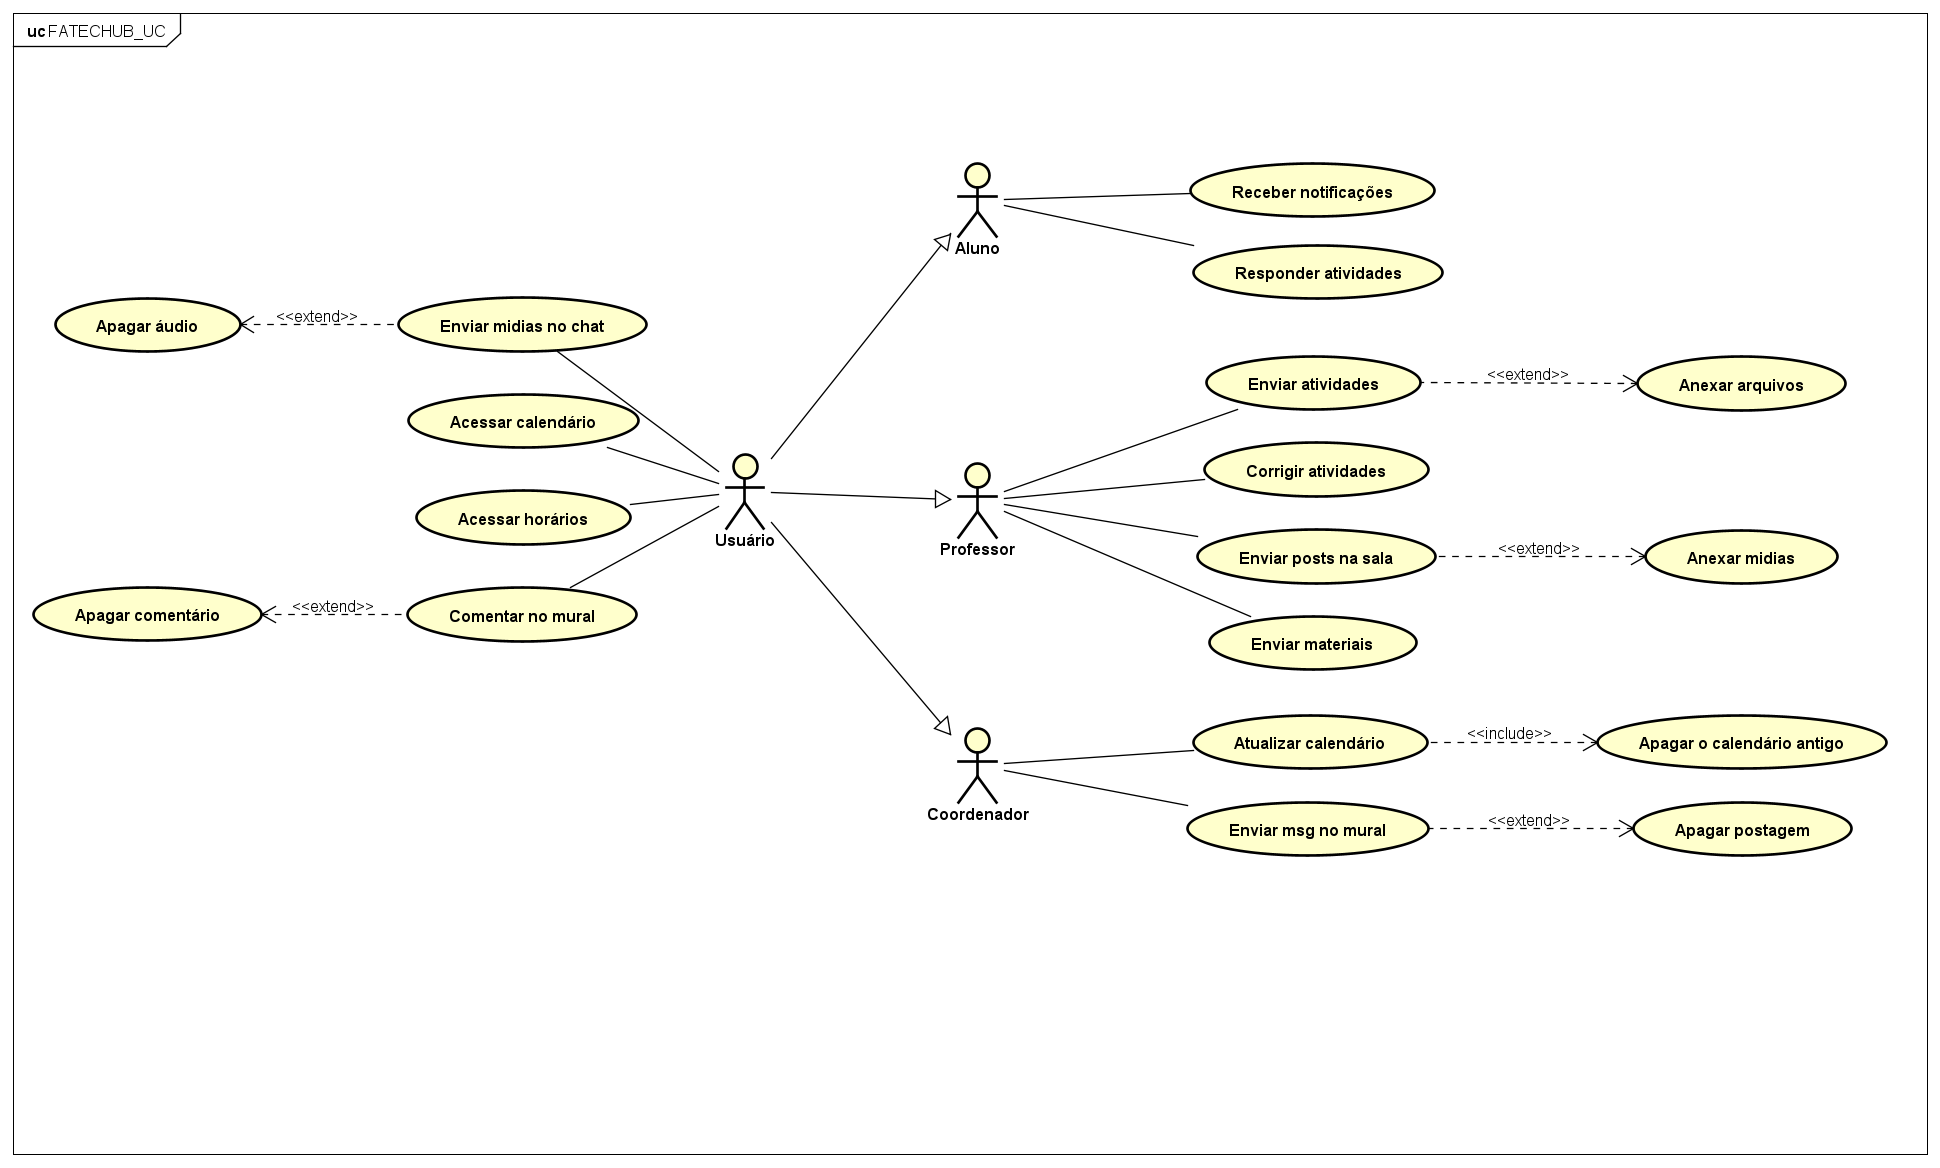 uc FATECHUB_UC
Receber notificações
Aluno
Responder atividades
Apagar áudio
<<extend>>
Enviar midias no chat
Enviar atividades
<<extend>>
Anexar arquivos
Acessar calendário
Corrigir atividades
Acessar horários
Usuário
Professor
Enviar posts na sala
<<extend>>
Anexar midias
Apagar comentário
<<extend>>
Comentar no mural
Enviar materiais
Atualizar calendário
<<include>>
Apagar o calendário antigo
Coordenador
Enviar msg no mural
<<extend>>
Apagar postagem